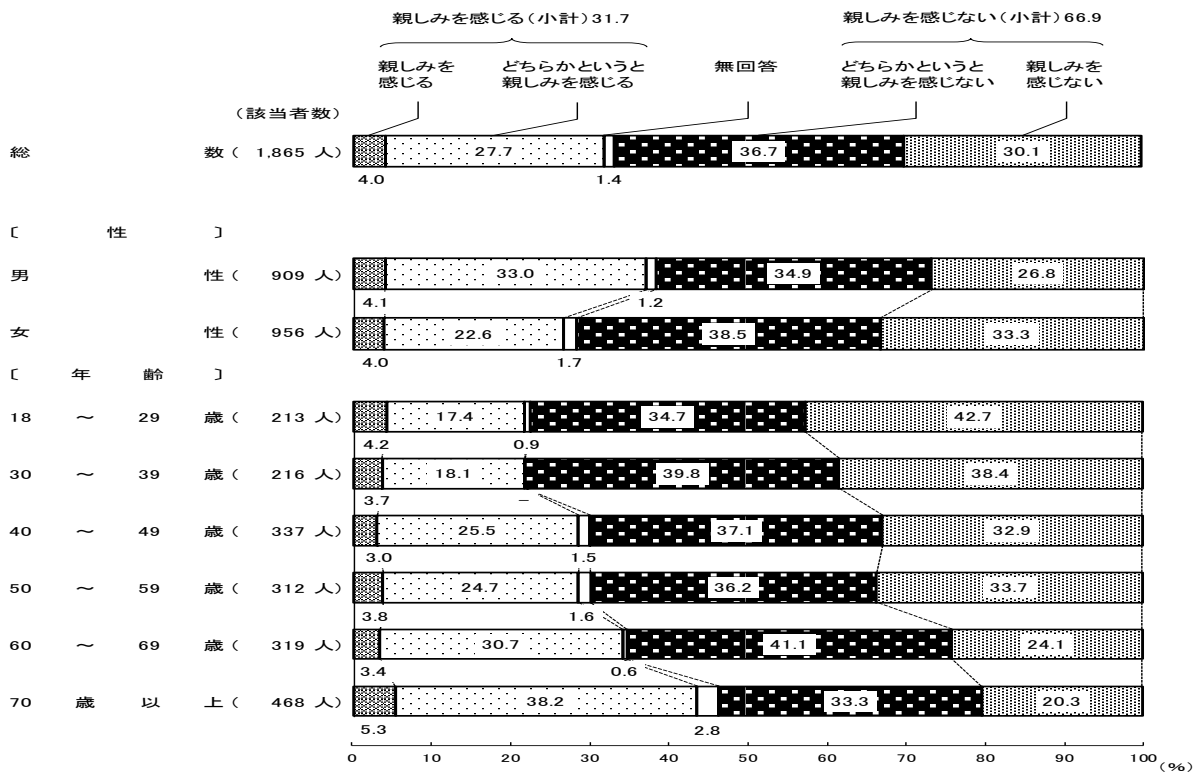 親しみを感じる(小計)31.7 親しみを感じない(小計)66.9
親しみを どちらかというと 無回答 どちらかというと 親しみを
感じる 親しみを感じる 親しみを感じない 感じない
(該当者数)
総 数( 1,865 人) 27.7 36.7 30.1
4.0 1.4
〔 性 〕
男 性( 909 人) 33.0 34.9 26.8
4.1 1.2
女 性( 956 人) 22.6 38.5 33.3
4.0 1.7
〔 年 齢 〕
18 ～ 29 歳( 213 人) 17.4 34.7 42.7
4.2 0.9
30 ～ 39 歳( 216 人) 18.1 39.8 38.4
3.7 －
40 ～ 49 歳( 337 人) 25.5 37.1 32.9
3.0 1.5
50 ～ 59 歳( 312 人) 24.7 36.2 33.7
3.8 1.6
60 ～ 69 歳( 319 人) 30.7 41.1 24.1
3.4 0.6
70 歳 以 上( 468 人) 38.2 33.3 20.3
5.3 2.8
0 10 20 30 40 50 60 70 80 90 100 (%)